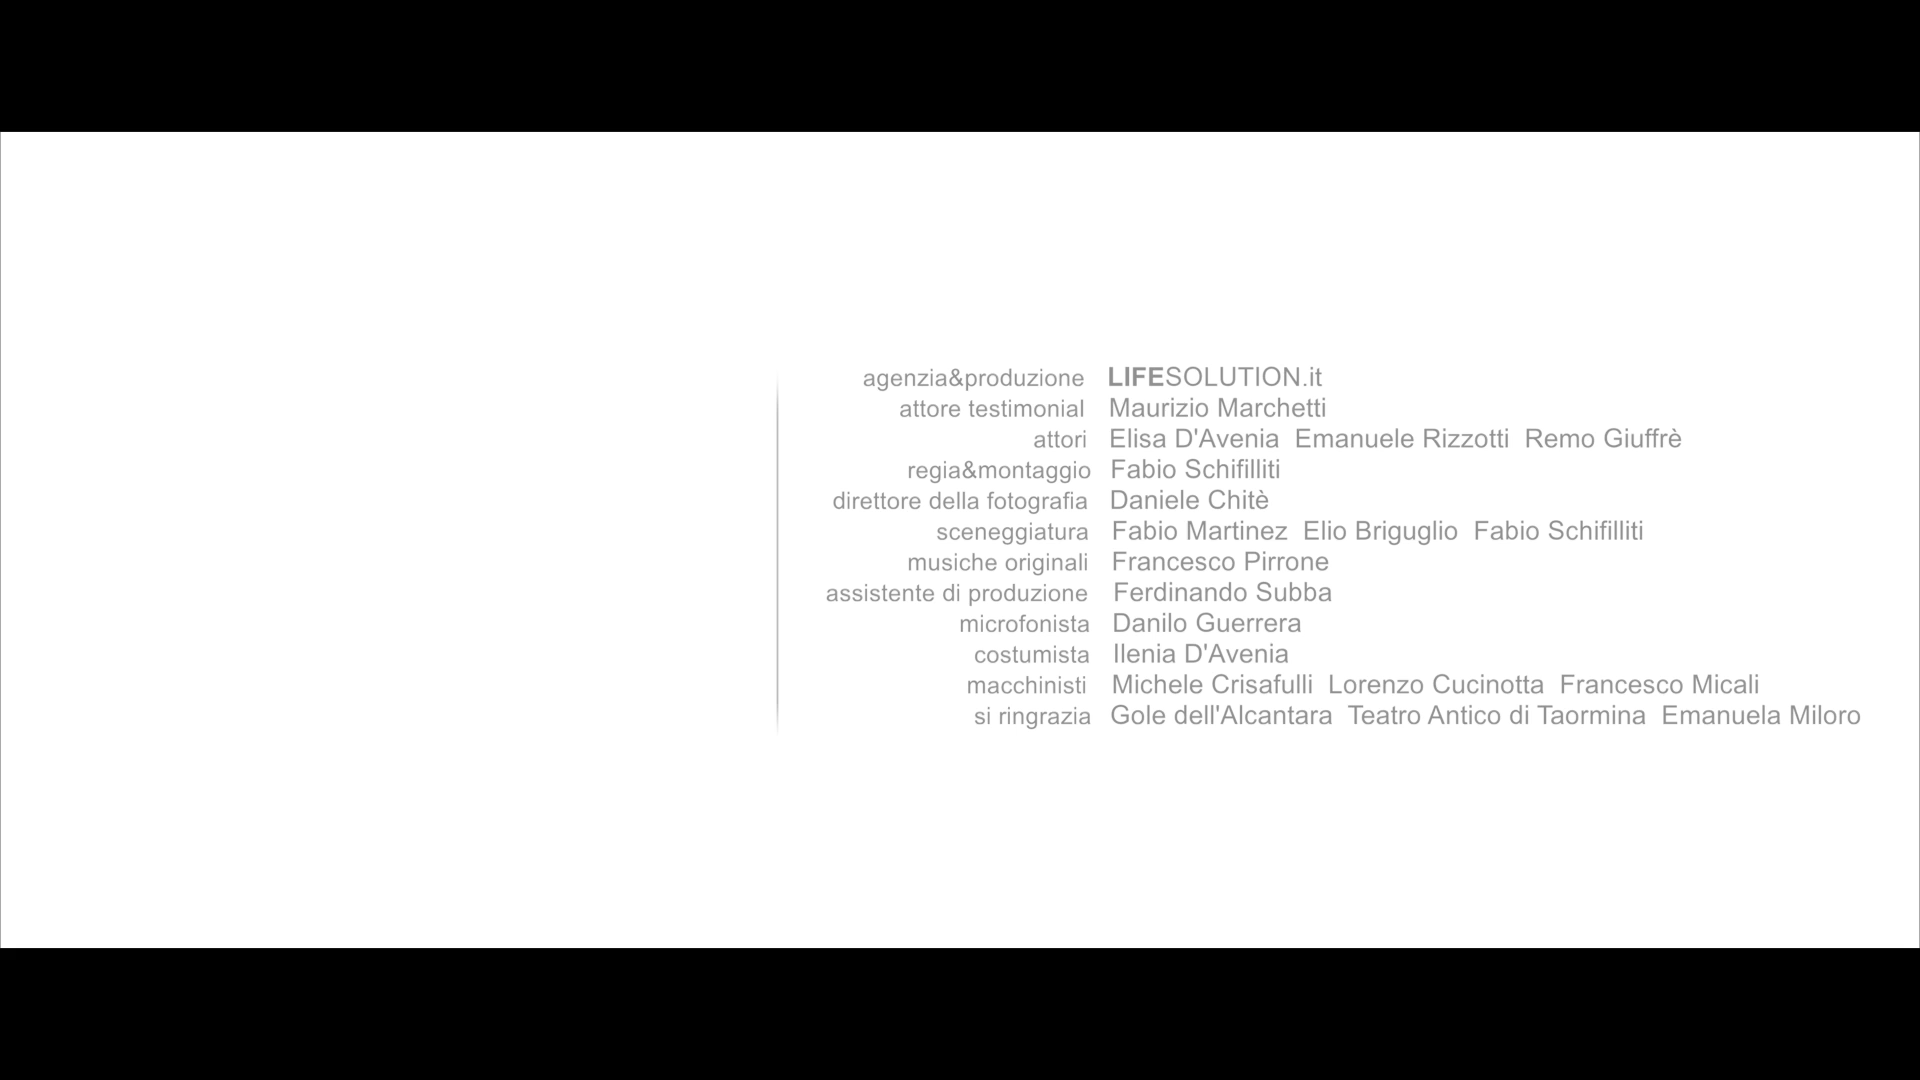 agenzia&produzione LIFESOLUTION.it
attore testimonial Maurizio Marchetti
attori Elisa D'Avenia Emanuele Rizzotti Remo Giuffrè
regia&montaggio Fabio Schifilliti
direttore della fotografia Daniele Chitè
sceneggiatura Fabio Martinez Elio Briguglio Fabio Schifilliti
musiche originali Francesco Pirrone
assistente di produzione Ferdinando Subba
microfonista Danilo Guerrera
costumista Ilenia D'Avenia
macchinisti Michele Crisafulli Lorenzo Cucinotta Francesco Micali
si ringrazia Gole dell'Alcantara Teatro Antico di Taormina Emanuela Miloro